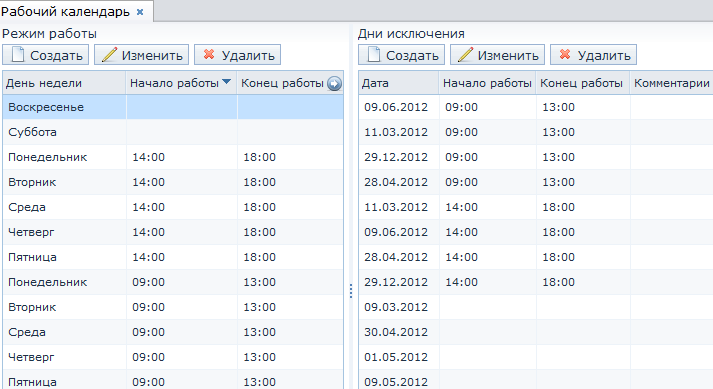 Рабочий календарь ×
Режим работы
Создать Изменить Удалить
День недели Начало работы Конец работы
Воскресенье
Суббота
Понедельник 14:00 18:00
Вторник 14:00 18:00
Среда 14:00 18:00
Четверг 14:00 18:00
Пятница 14:00 18:00
Понедельник 09:00 13:00
Вторник 09:00 13:00
Среда 09:00 13:00
Четверг 09:00 13:00
Пятница 09:00 13:00
Дни исключения
Создать Изменить Удалить
Дата Начало работы Конец работы Комментарии
09.06.2012 09:00 13:00
11.03.2012 09:00 13:00
29.12.2012 09:00 13:00
28.04.2012 09:00 13:00
11.03.2012 14:00 18:00
09.06.2012 14:00 18:00
28.04.2012 14:00 18:00
29.12.2012 14:00 18:00
09.03.2012
30.04.2012
01.05.2012
09.05.2012